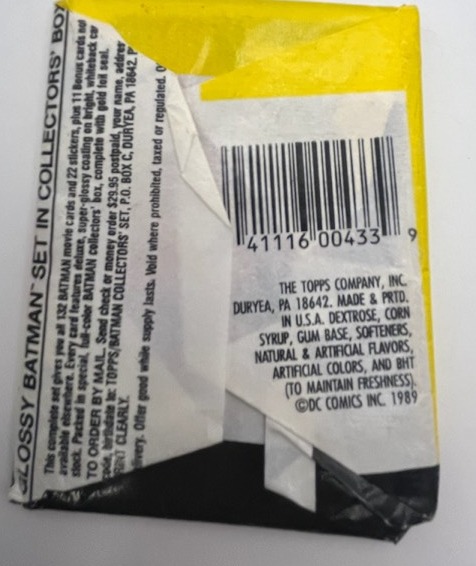 GLOSSY BATMAN™ SET IN COLLECTORS' BOX
This complete set gives you all 132 BATMAN movie cards and 22 stickers, plus 11 Bonus cards not
available elsewhere. Every card features deluxe, super-glossy coating on bright, whiteback car
stock. Packed in special, full-color BATMAN collectors' box, complete with gold foil seal.
TO ORDER BY MAIL. Send check or money order $29.95 postpaid, your name, address
code, birthdate to: TOPPS/BATMAN COLLECTORS' SET, P.O. BOX C, DURYEA, PA 18642. P
RINT CLEARLY.
livery. Offer good while supply lasts. Void where prohibited, taxed or regulated.
41116 00433 9
THE TOPPS COMPANY, INC.
DURYEA, PA 18642. MADE & PRTD.
IN U.S.A. DEXTROSE, CORN
SYRUP, GUM BASE, SOFTENERS,
NATURAL & ARTIFICIAL FLAVORS,
ARTIFICIAL COLORS, AND BHT
(TO MAINTAIN FRESHNESS).
©DC COMICS INC. 1989